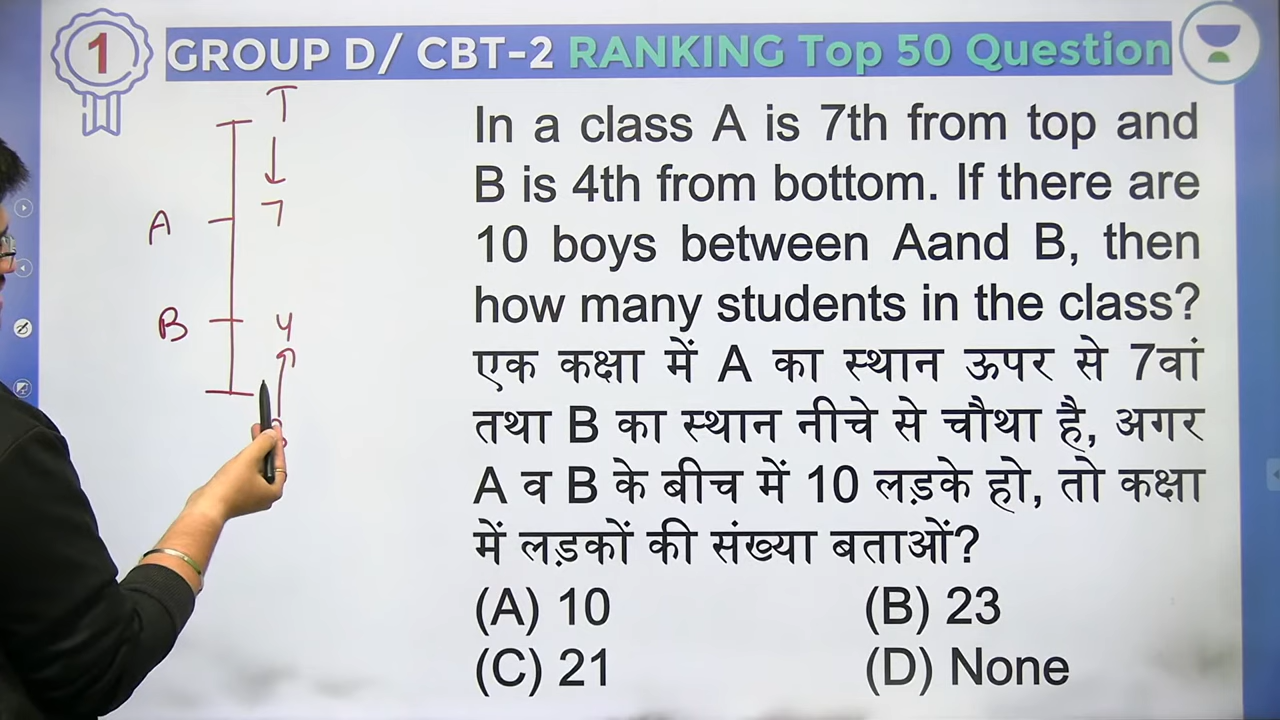 1
GROUP D/ CBT-2 RANKING Top 50 Question
T
7
A
B
4
In a class A is 7th from top and
B is 4th from bottom. If there are
10 boys between Aand B, then
how many students in the class?
एक कक्षा में A का स्थान ऊपर से 7वां
तथा B का स्थान नीचे से चौथा है, अगर
A व B के बीच में 10 लड़के हो, तो कक्षा
में लड़कों की संख्या बताओं?
(A) 10 (B) 23
(C) 21 (D) None